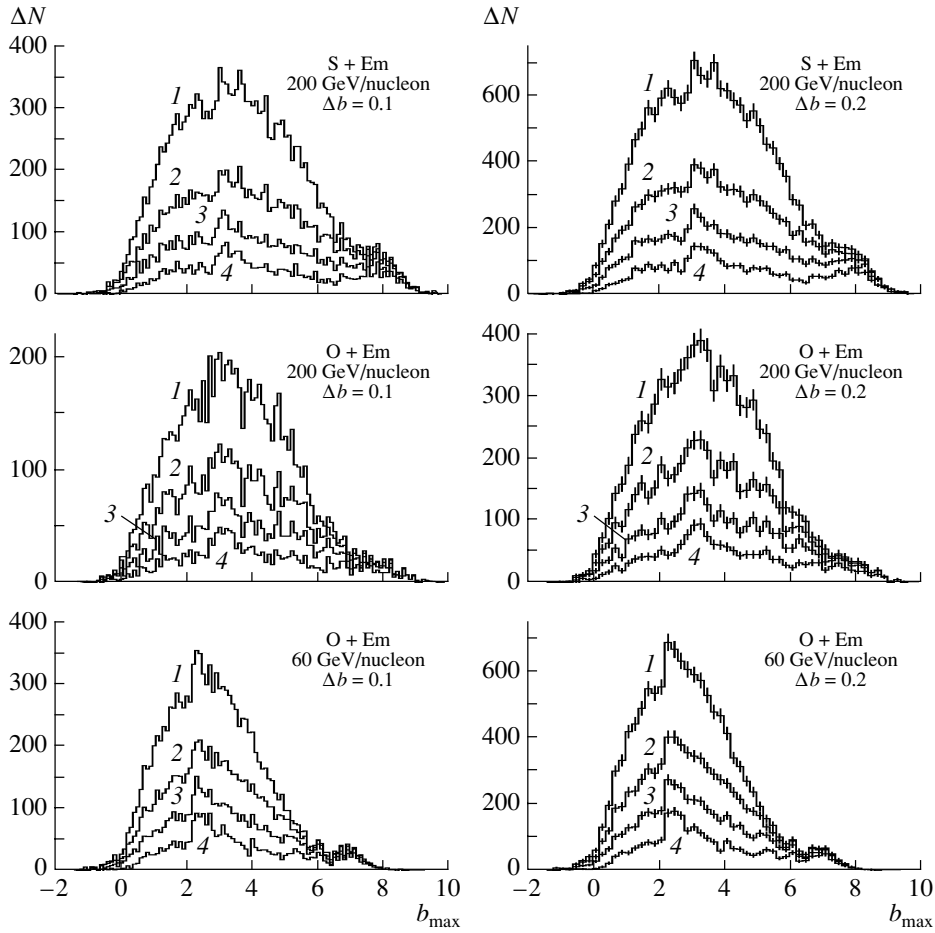 ΔN
ΔN
400
300
200
100
0
1
2
3
4
S + Em
200 GeV/nucleon
Δb = 0.1
600
400
200
0
1
2
3
4
S + Em
200 GeV/nucleon
Δb = 0.2
200
100
0
1
2
3
4
O + Em
200 GeV/nucleon
Δb = 0.1
400
300
200
100
0
1
2
3
4
O + Em
200 GeV/nucleon
Δb = 0.2
400
300
200
100
0
1
2
3
4
O + Em
60 GeV/nucleon
Δb = 0.1
600
400
200
0
1
2
3
4
O + Em
60 GeV/nucleon
Δb = 0.2
−2 0 2 4 6 8 10
b_max
−2 0 2 4 6 8 10
b_max